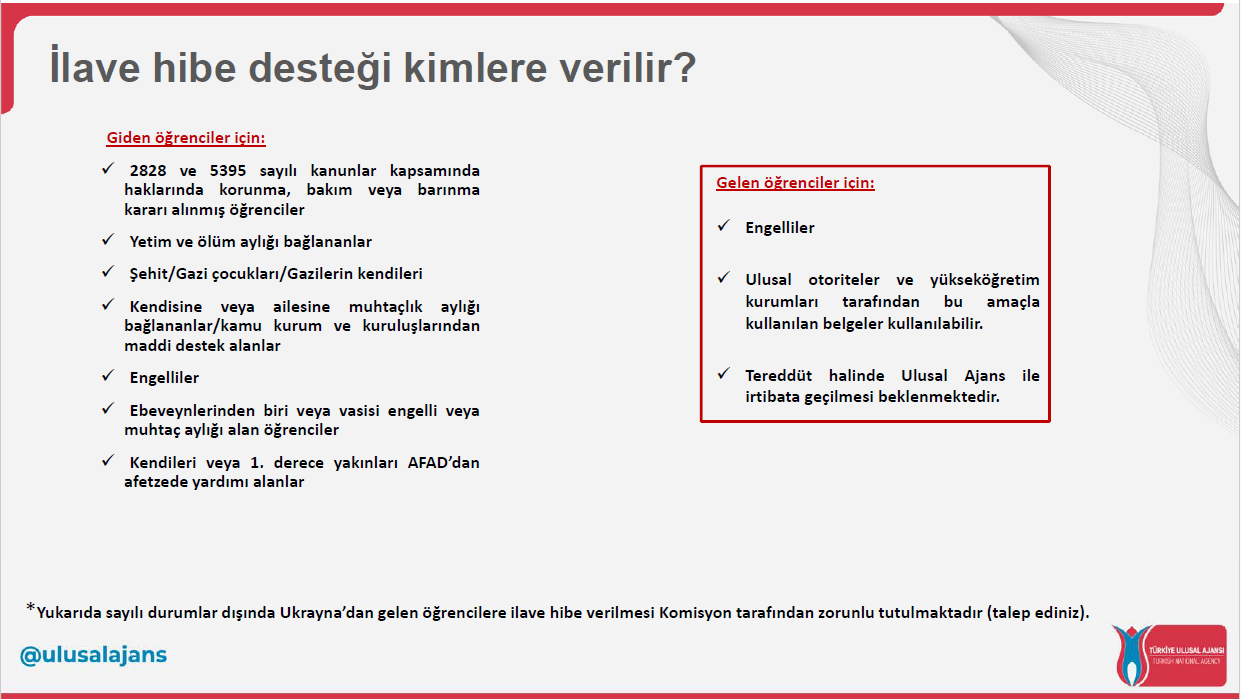 İlave hibe desteği kimlere verilir?
Giden öğrenciler için:
✓ 2828 ve 5395 sayılı kanunlar kapsamında
haklarında korunma, bakım veya barınma
kararı alınmış öğrenciler
✓ Yetim ve ölüm aylığı bağlananlar
✓ Şehit/Gazi çocukları/Gazilerin kendileri
✓ Kendisine veya ailesine muhtaçlık aylığı
bağlananlar/kamu kurum ve kuruluşlarından
maddi destek alanlar
✓ Engelliler
✓ Ebeveynlerinden biri veya vasisi engelli veya
muhtaç aylığı alan öğrenciler
✓ Kendileri veya 1. derece yakınları AFAD’dan
afetzede yardımı alanlar
Gelen öğrenciler için:
✓ Engelliler
✓ Ulusal otoriteler ve yükseköğretim
kurumları tarafından bu amaçla
kullanılan belgeler kullanılabilir.
✓ Tereddüt halinde Ulusal Ajans ile
irtibata geçilmesi beklenmektedir.
*Yukarıda sayılı durumlar dışında Ukrayna’dan gelen öğrencilere ilave hibe verilmesi Komisyon tarafından zorunlu tutulmaktadır (talep ediniz).
@ulusalajans
TÜRKİYE ULUSAL AJANSI
TURKISH NATIONAL AGENCY